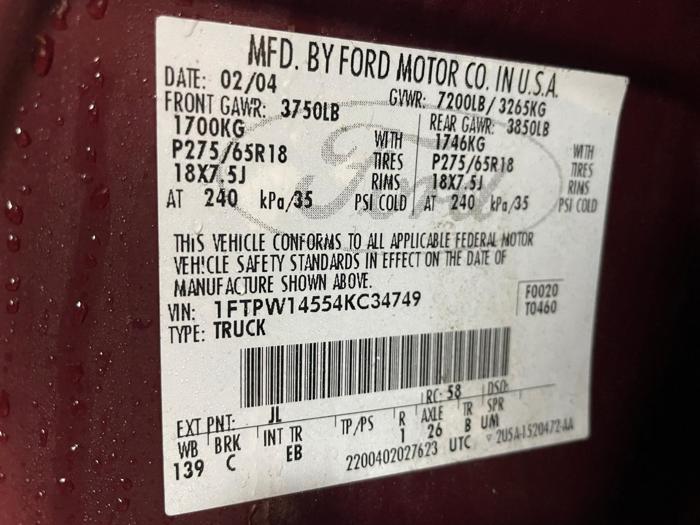 MFD. BY FORD MOTOR CO. IN U.S.A.
DATE: 02/04 GVWR: 7200LB / 3265KG
FRONT GAWR: 3750LB REAR GAWR: 3850LB
1700KG WITH 1746KG WITH
P275/65R18 TIRES P275/65R18 TIRES
18X7.5J RIMS 18X7.5J RIMS
AT 240 kPa/35 PSI COLD AT 240 kPa/35 PSI COLD
Ford
THIS VEHICLE CONFORMS TO ALL APPLICABLE FEDERAL MOTOR
VEHICLE SAFETY STANDARDS IN EFFECT ON THE DATE OF
MANUFACTURE SHOWN ABOVE.
VIN: 1FTPW14554KC34749 F0020
TYPE: TRUCK T0460
EXT PNT: JL RC: 58 DSO:
WB BRK INT TR TP/PS R AXLE TR SPR
139 C EB 1 26 B UM
2200402027623 UTC ▽ 2U5A-1520472-AA